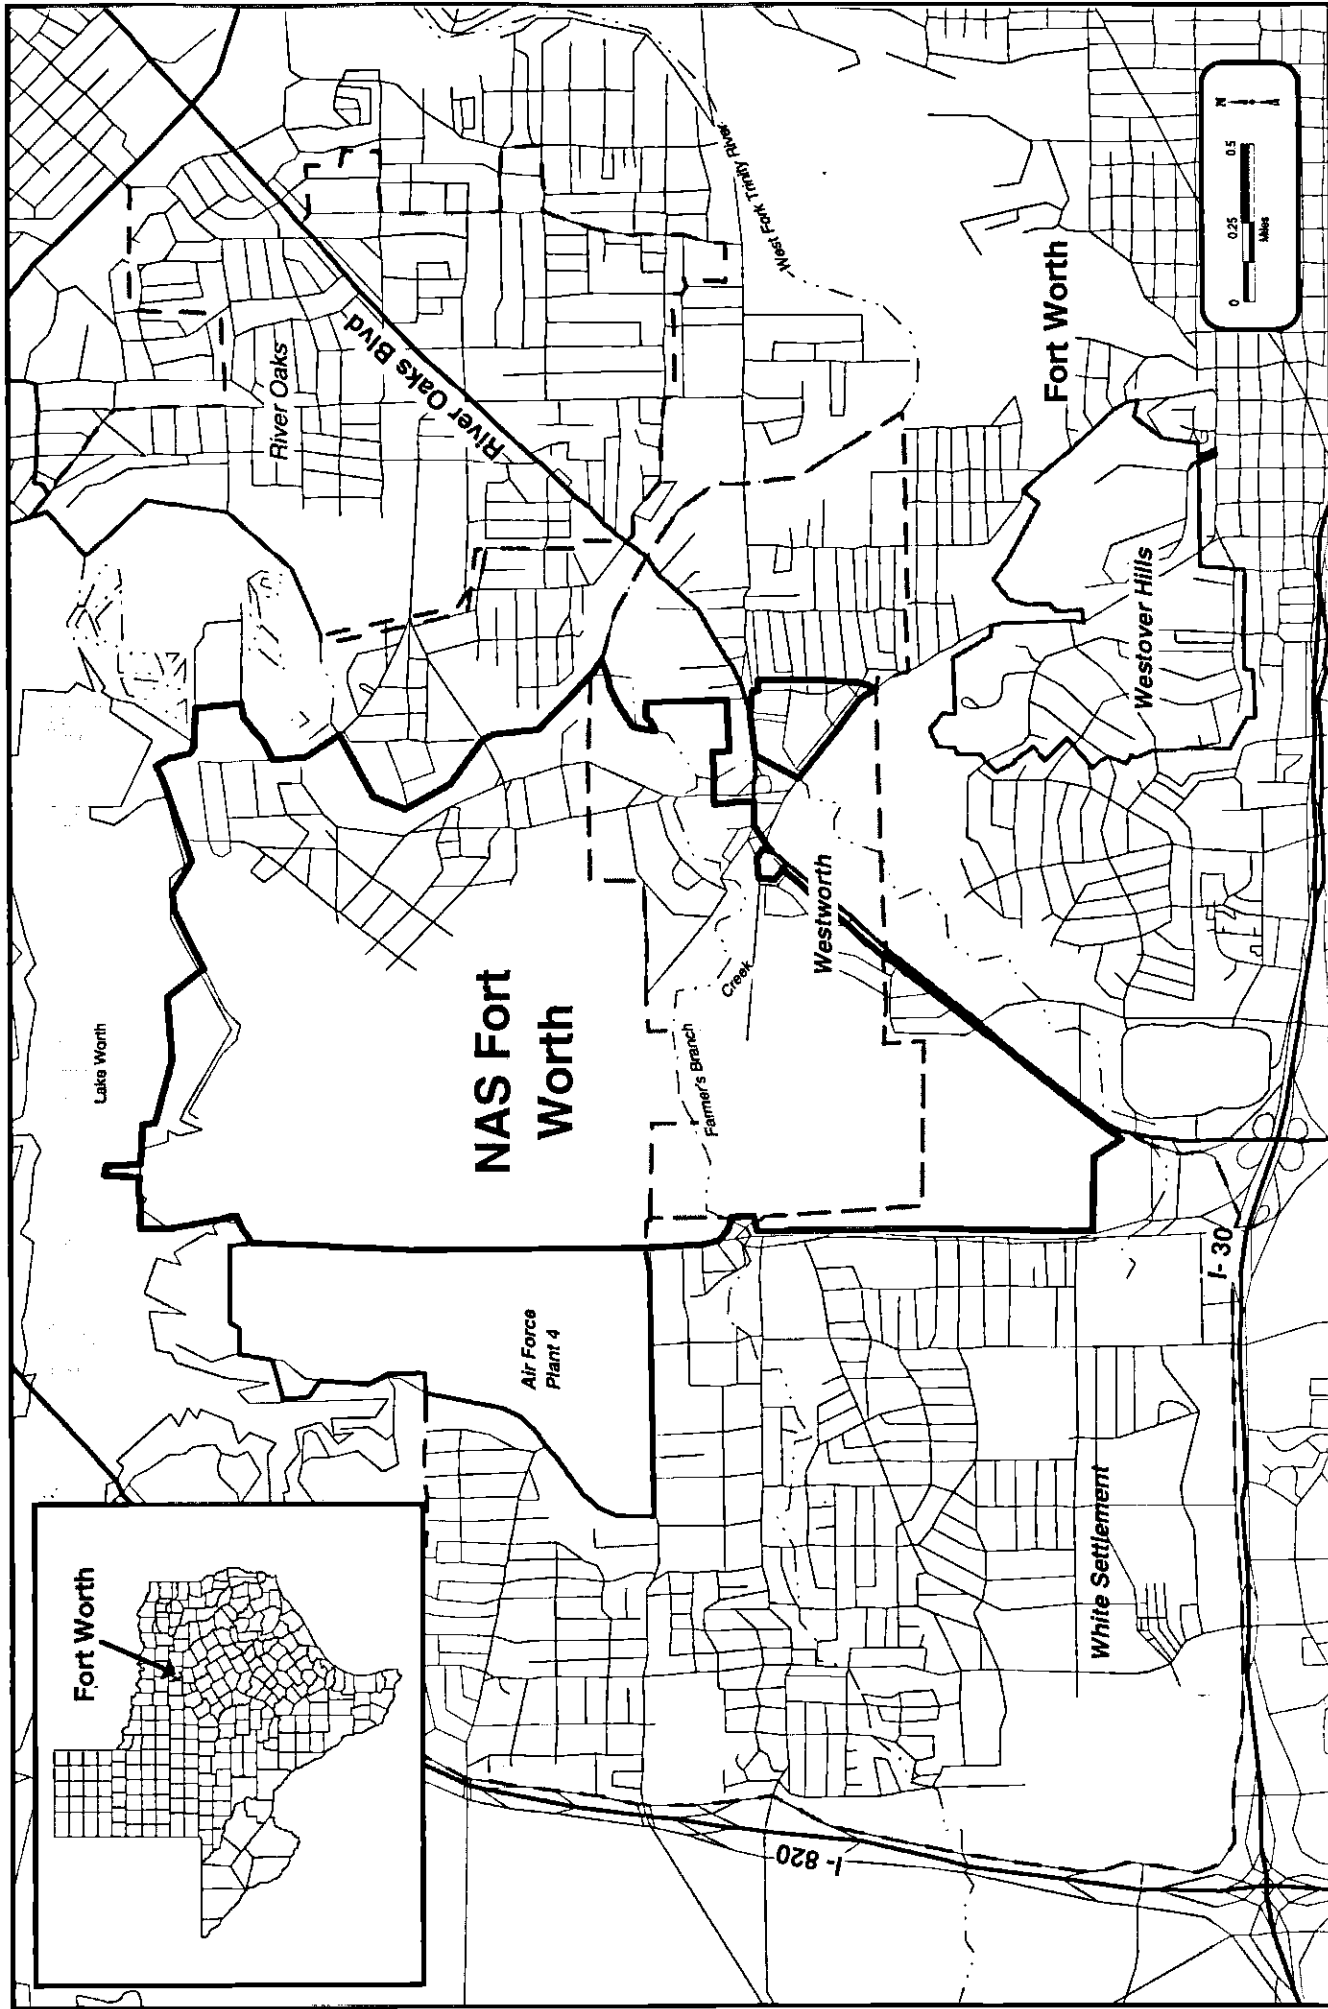 Fort Worth
Lake Worth
River Oaks
River Oaks Blvd
West Fork Trinity River
NAS Fort
Worth
Air Force
Plant 4
Farmer's Branch
Creek
Westworth
Fort Worth
Westover Hills
White Settlement
I- 820
I- 30
N
0
0.25
0.5
Miles